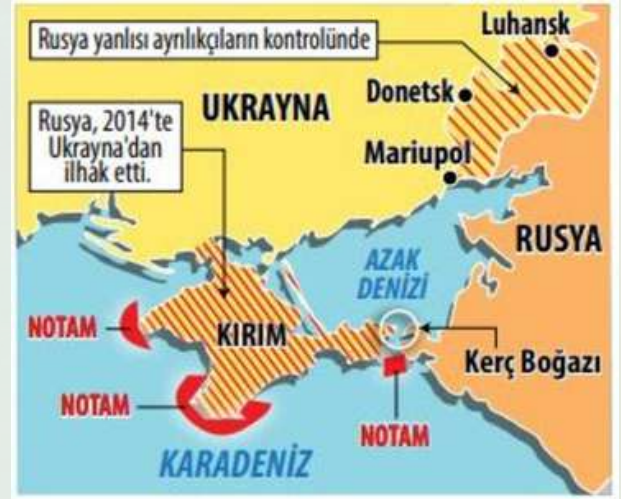 Luhansk
Rusya yanlısı ayrılıkçıların kontrolünde
UKRAYNA
Donetsk
Rusya, 2014'te
Ukrayna'dan
ilhak etti.
Mariupol
RUSYA
AZAK
DENİZİ
NOTAM
KIRIM
Kerç Boğazı
NOTAM
NOTAM
KARADENİZ